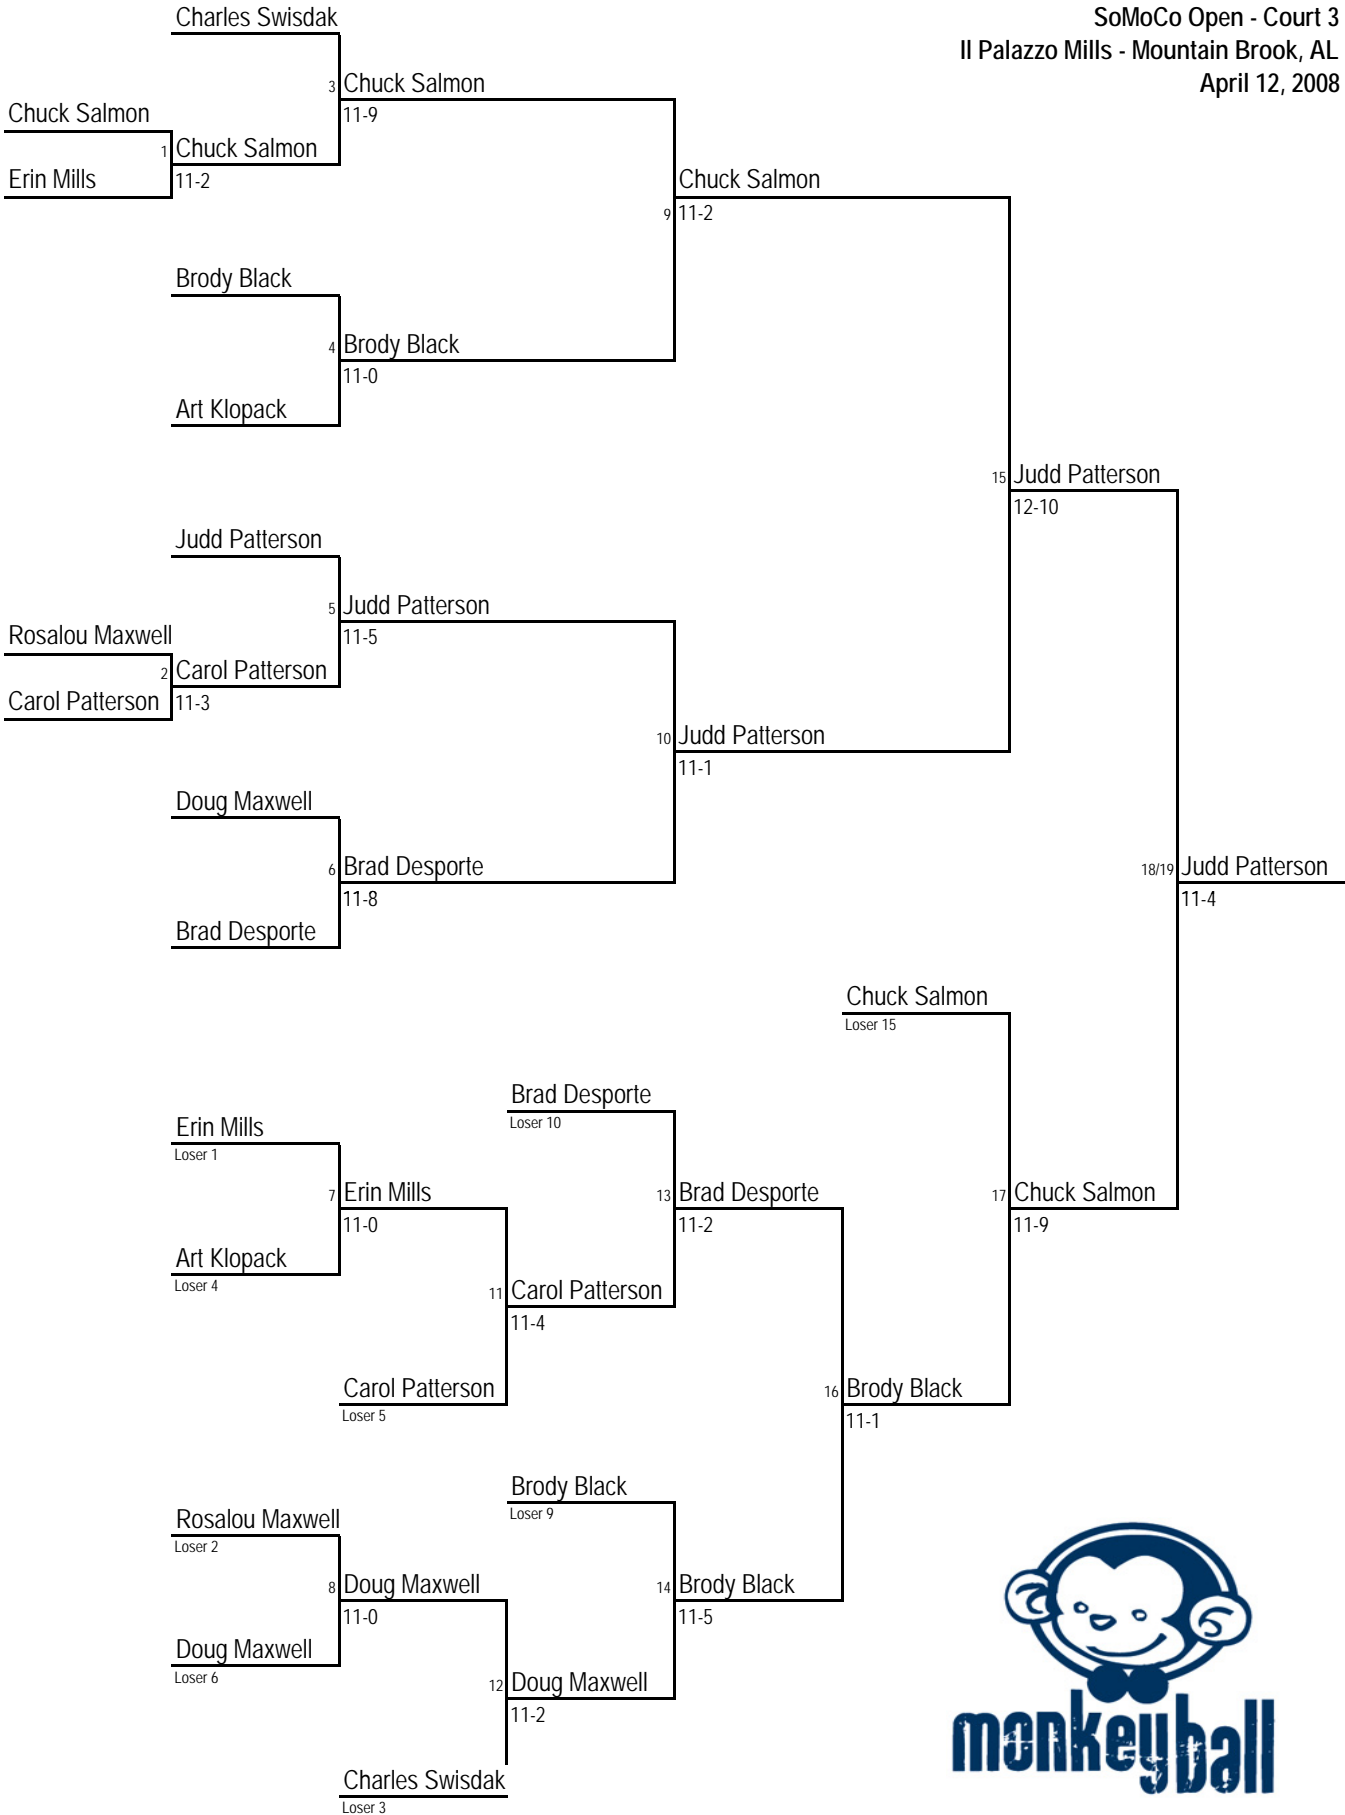 Charles Swisdak
SoMoCo Open - Court 3
Il Palazzo Mills - Mountain Brook, AL
April 12, 2008
3 Chuck Salmon
11-9
Chuck Salmon
1 Chuck Salmon
11-2
Erin Mills
Chuck Salmon
9 11-2
Brody Black
4 Brody Black
11-0
Art Klopack
15 Judd Patterson
12-10
Judd Patterson
5 Judd Patterson
11-5
Rosalou Maxwell
2 Carol Patterson
11-3
Carol Patterson
10 Judd Patterson
11-1
Doug Maxwell
6 Brad Desporte
11-8
Brad Desporte
18/19 Judd Patterson
11-4
Chuck Salmon
Loser 15
Brad Desporte
Loser 10
Erin Mills
Loser 1
7 Erin Mills
11-0
Art Klopack
Loser 4
13 Brad Desporte
11-2
17 Chuck Salmon
11-9
11 Carol Patterson
11-4
Carol Patterson
Loser 5
16 Brody Black
11-1
Brody Black
Loser 9
Rosalou Maxwell
Loser 2
8 Doug Maxwell
11-0
Doug Maxwell
Loser 6
14 Brody Black
11-5
12 Doug Maxwell
11-2
Charles Swisdak
Loser 3
monkeyball